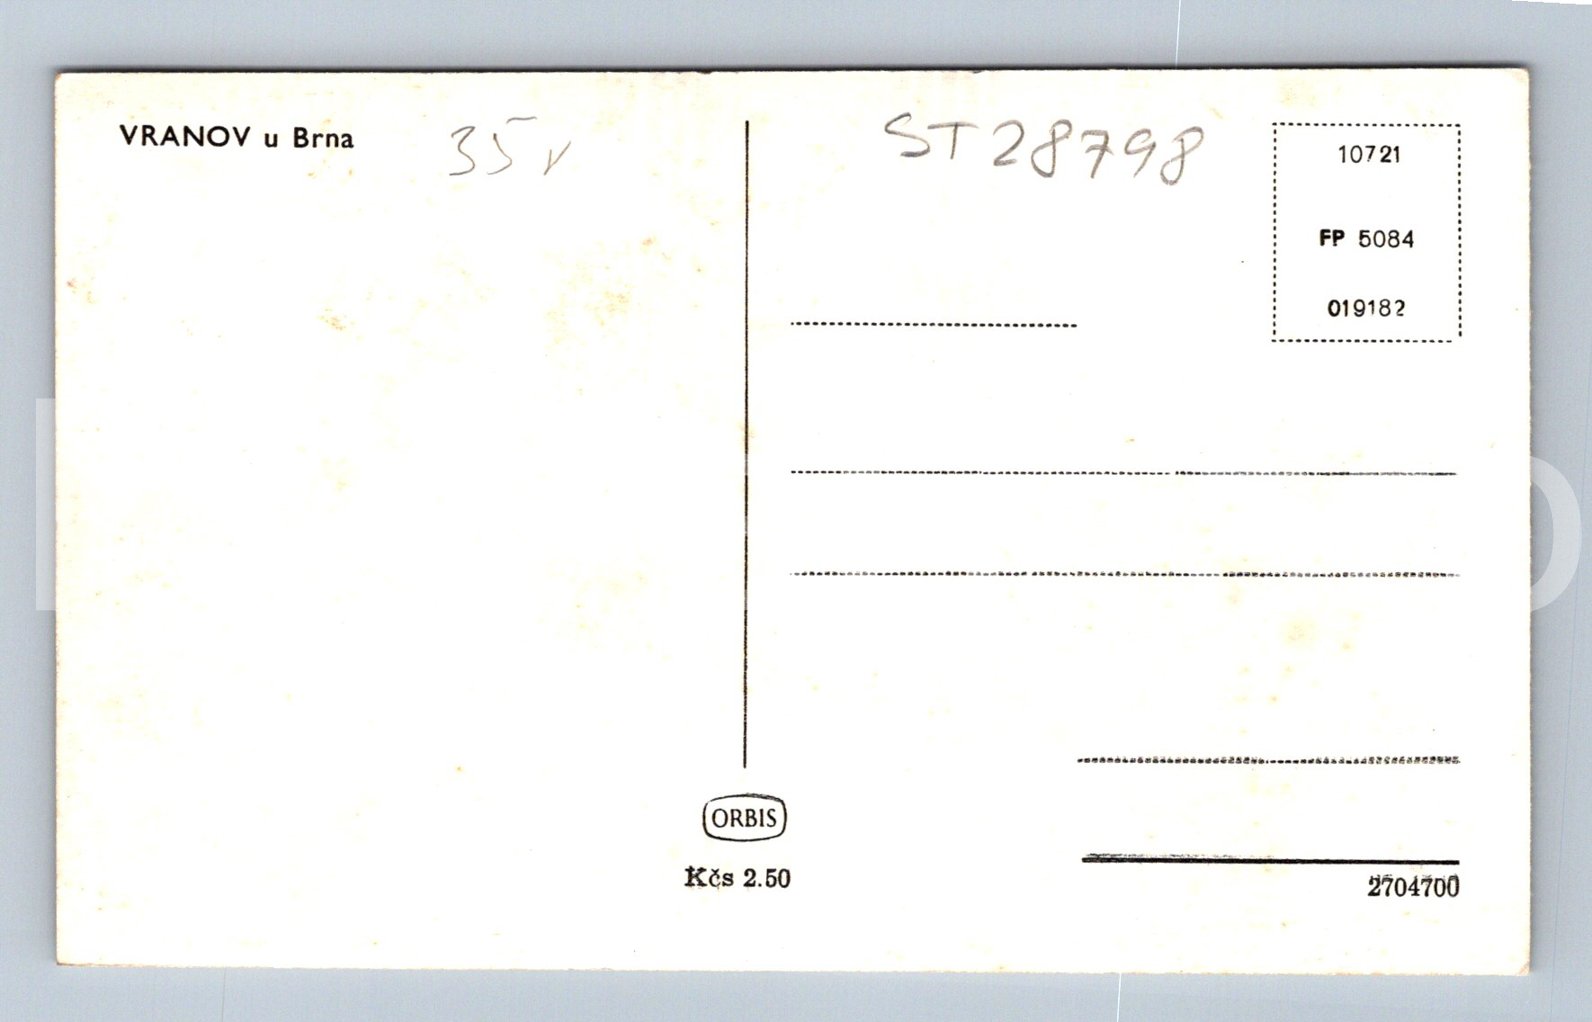 VRANOV u Brna
35v
ST28798
10721
FP 5084
019182
ORBIS
Kčs 2.50
2704700